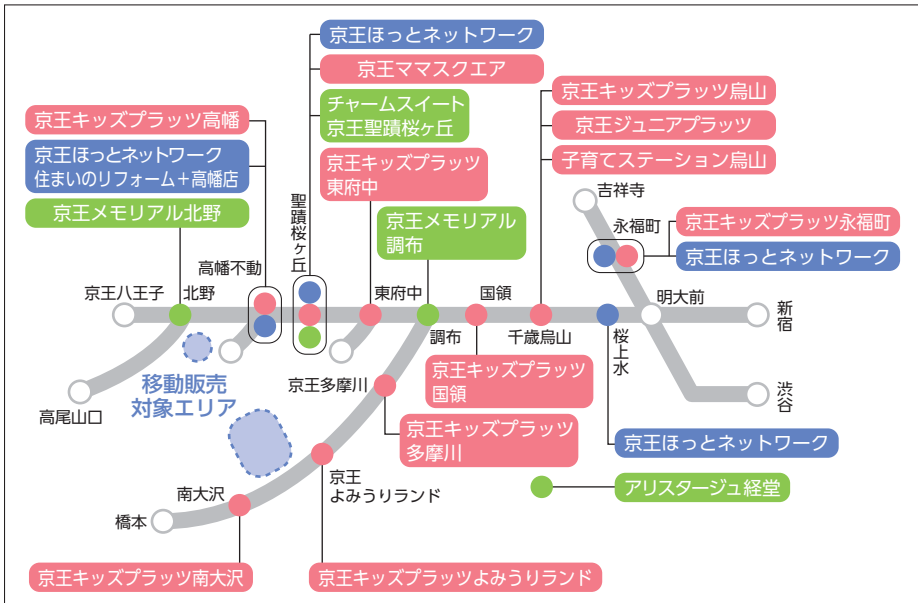 京王ほっとネットワーク
京王ママスクエア
チャームスイート
京王聖蹟桜ヶ丘
京王キッズプラッツ烏山
京王ジュニアプラッツ
子育てステーション烏山
京王キッズプラッツ高幡
京王ほっとネットワーク
住まいのリフォーム+高幡店
京王メモリアル北野
京王キッズプラッツ
東府中
京王メモリアル
調布
吉祥寺
永福町
京王キッズプラッツ永福町
京王ほっとネットワーク
聖蹟桜ヶ丘
高幡不動
京王八王子
北野
東府中
調布
国領
千歳烏山
桜上水
明大前
新宿
渋谷
高尾山口
移動販売
対象エリア
京王多摩川
京王キッズプラッツ
国領
京王キッズプラッツ
多摩川
京王ほっとネットワーク
京王
よみうりランド
アリスタージュ経堂
南大沢
橋本
京王キッズプラッツ南大沢
京王キッズプラッツよみうりランド